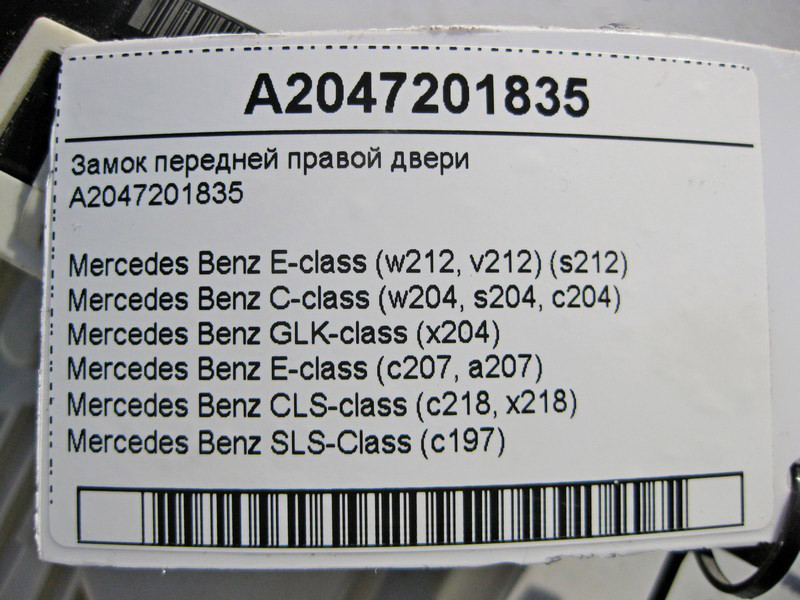 A2047201835
Замок передней правой двери
A2047201835
Mercedes Benz E-class (w212, v212) (s212)
Mercedes Benz C-class (w204, s204, c204)
Mercedes Benz GLK-class (x204)
Mercedes Benz E-class (c207, a207)
Mercedes Benz CLS-class (c218, x218)
Mercedes Benz SLS-Class (c197)